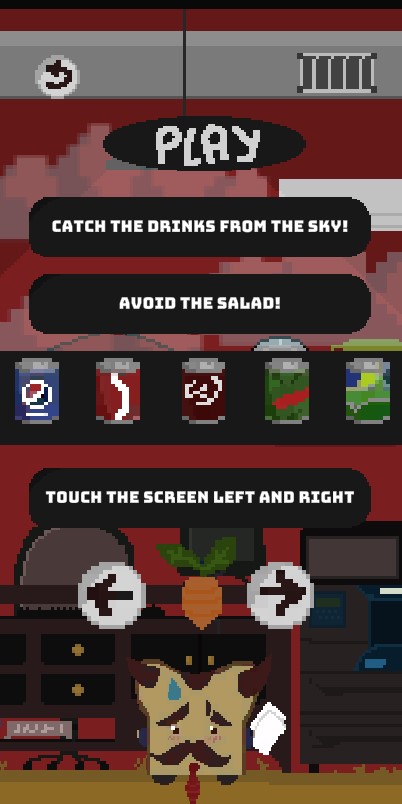 PLAY
CATCH THE DRINKS FROM THE SKY!
AVOID THE SALAD!
TOUCH THE SCREEN LEFT AND RIGHT